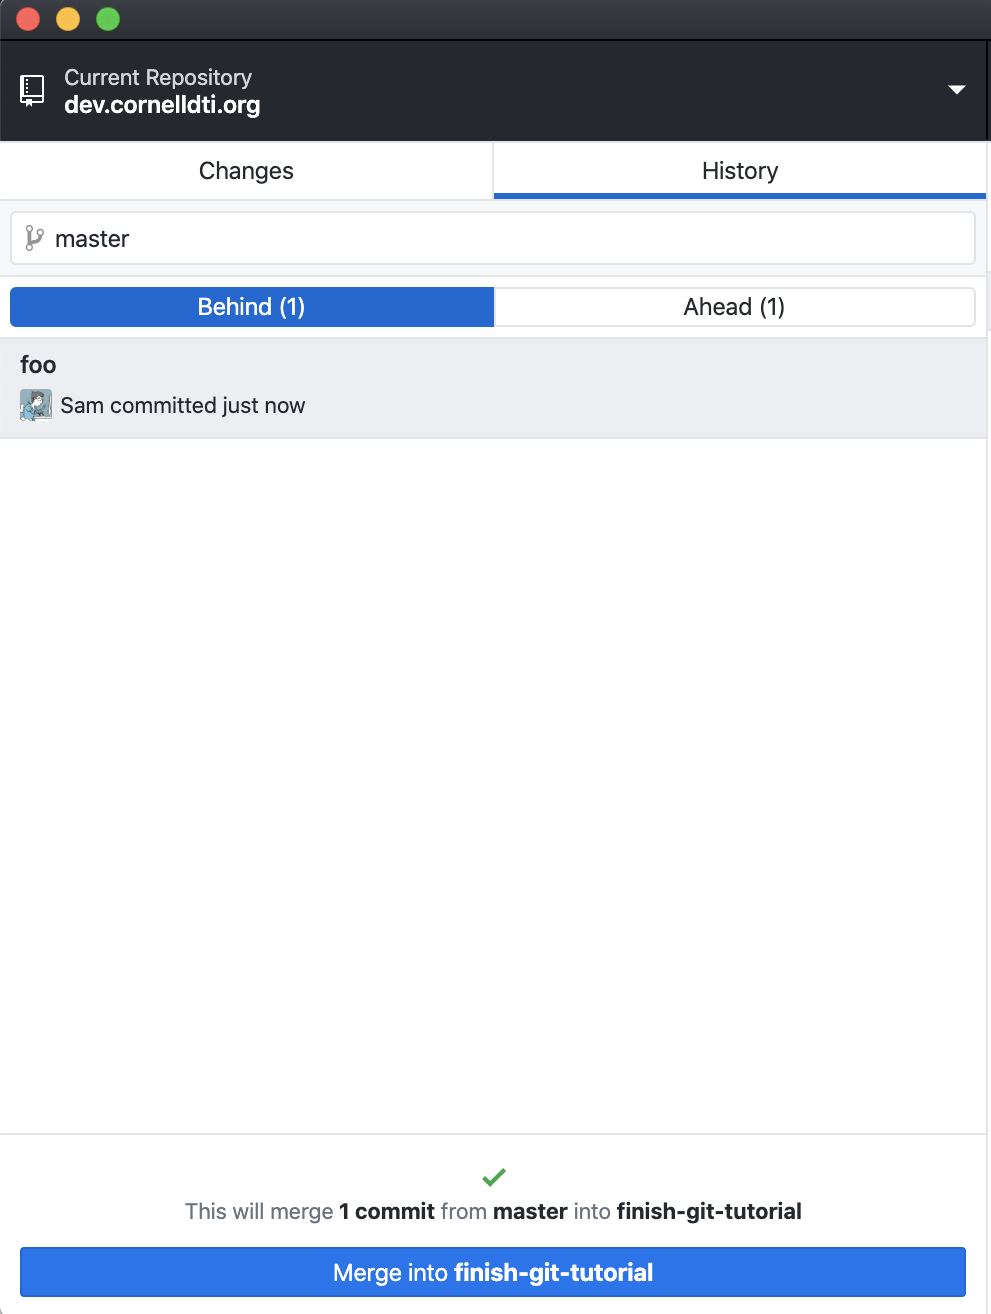 Current Repository
dev.cornelldti.org
Changes
History
master
Behind (1)
Ahead (1)
foo
Sam committed just now
This will merge 1 commit from master into finish-git-tutorial
Merge into finish-git-tutorial